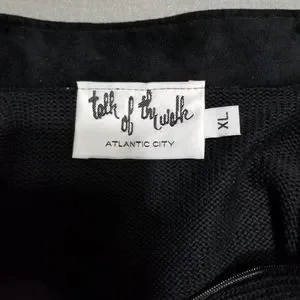 talk
of the walk
ATLANTIC CITY
XL